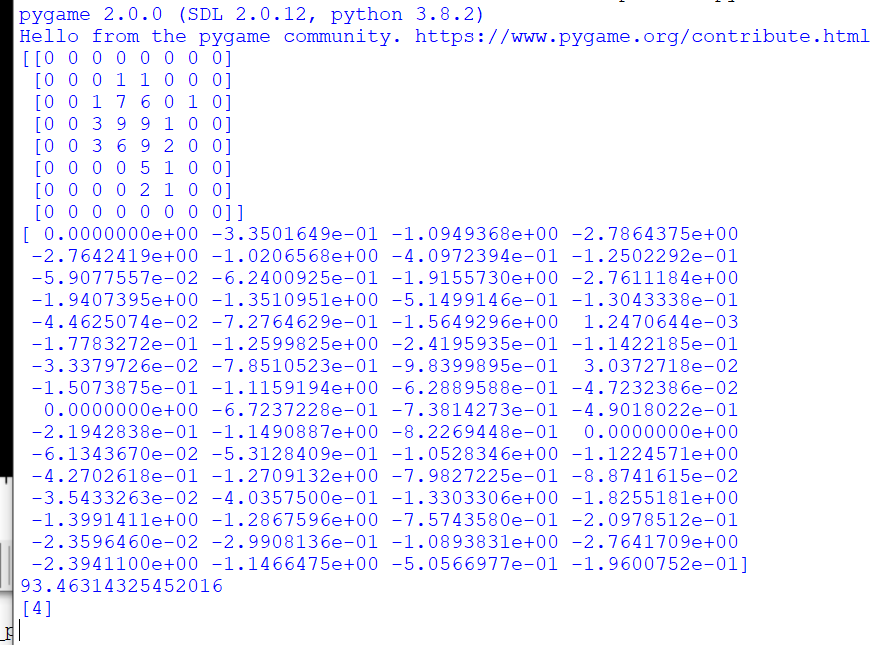 pygame 2.0.0 (SDL 2.0.12, python 3.8.2)
Hello from the pygame community. https://www.pygame.org/contribute.html
[[0 0 0 0 0 0 0 0]
 [0 0 0 1 1 0 0 0]
 [0 0 1 7 6 0 1 0]
 [0 0 3 9 9 1 0 0]
 [0 0 3 6 9 2 0 0]
 [0 0 0 0 5 1 0 0]
 [0 0 0 0 2 1 0 0]
 [0 0 0 0 0 0 0 0]]
[ 0.0000000e+00 -3.3501649e-01 -1.0949368e+00 -2.7864375e+00
 -2.7642419e+00 -1.0206568e+00 -4.0972394e-01 -1.2502292e-01
 -5.9077557e-02 -6.2400925e-01 -1.9155730e+00 -2.7611184e+00
 -1.9407395e+00 -1.3510951e+00 -5.1499146e-01 -1.3043338e-01
 -4.4625074e-02 -7.2764629e-01 -1.5649296e+00  1.2470644e-03
 -1.7783272e-01 -1.2599825e+00 -2.4195935e-01 -1.1422185e-01
 -3.3379726e-02 -7.8510523e-01 -9.8399895e-01  3.0372718e-02
 -1.5073875e-01 -1.1159194e+00 -6.2889588e-01 -4.7232386e-02
  0.0000000e+00 -6.7237228e-01 -7.3814273e-01 -4.9018022e-01
 -2.1942838e-01 -1.1490887e+00 -8.2269448e-01  0.0000000e+00
 -6.1343670e-02 -5.3128409e-01 -1.0528346e+00 -1.1224571e+00
 -4.2702618e-01 -1.2709132e+00 -7.9827225e-01 -8.8741615e-02
 -3.5433263e-02 -4.0357500e-01 -1.3303306e+00 -1.8255181e+00
 -1.3991411e+00 -1.2867596e+00 -7.5743580e-01 -2.0978512e-01
 -2.3596460e-02 -2.9908136e-01 -1.0893831e+00 -2.7641709e+00
 -2.3941100e+00 -1.1466475e+00 -5.0566977e-01 -1.9600752e-01]
93.46314325452016
[4]